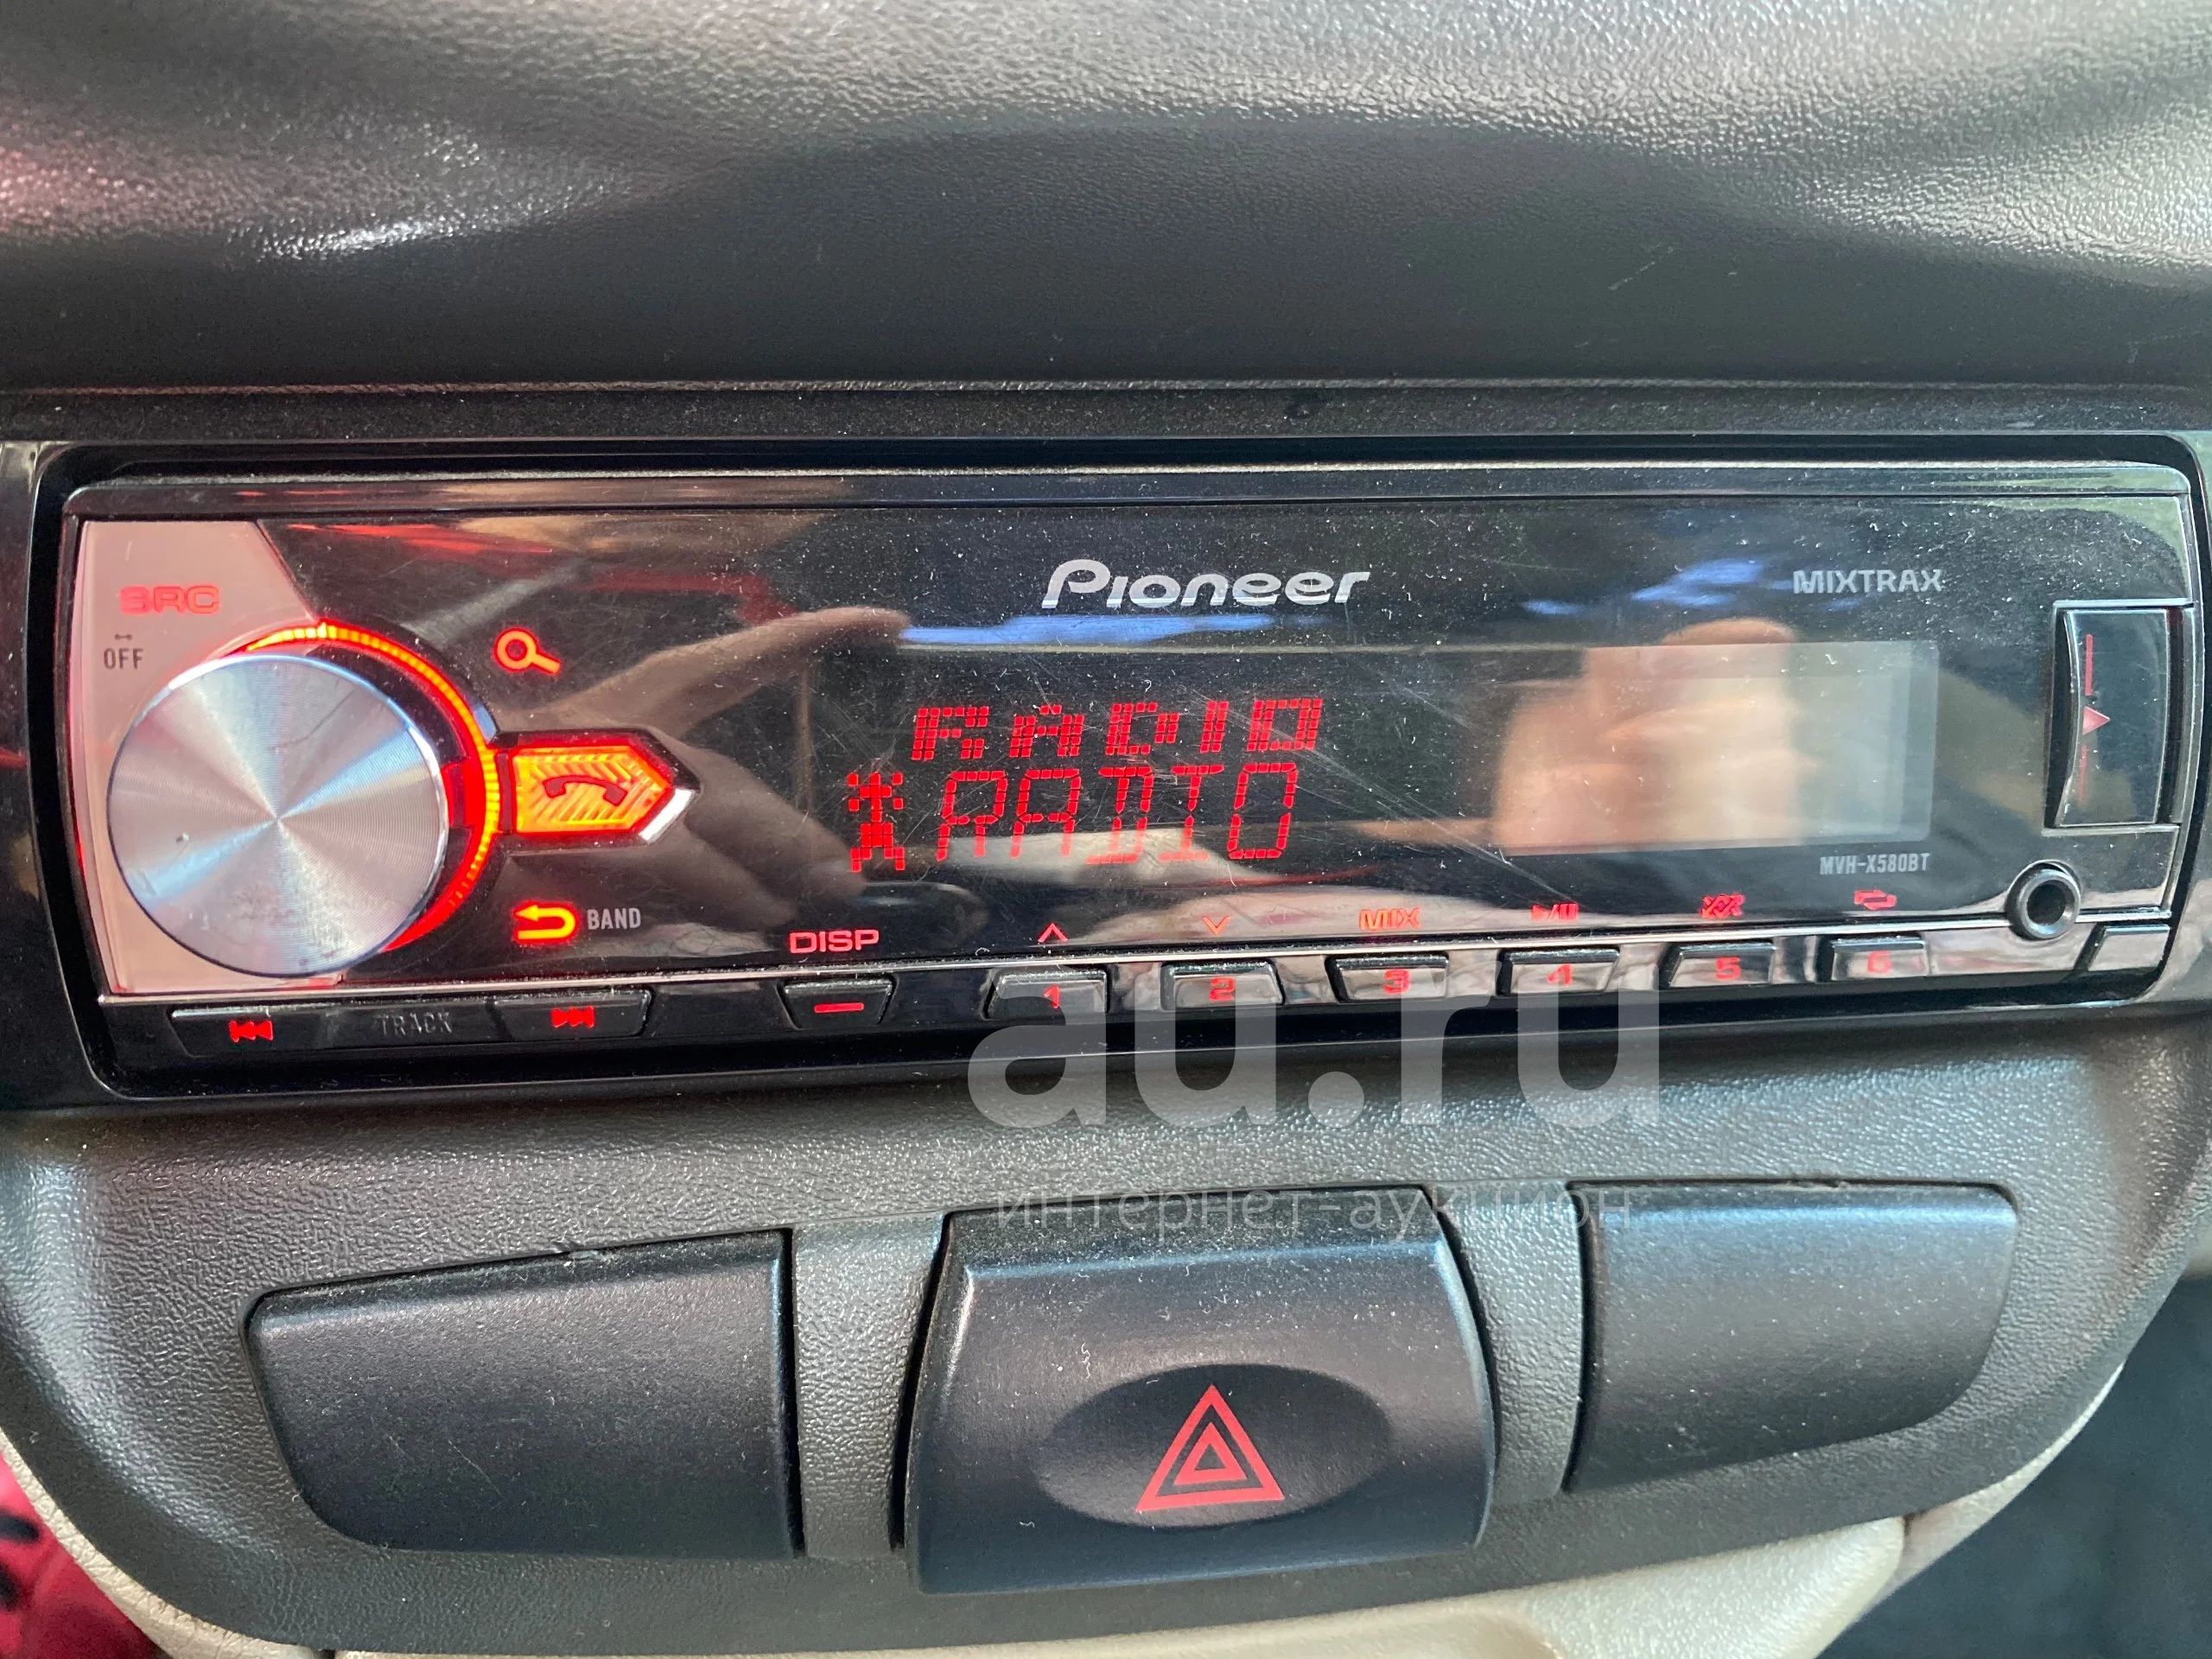 Pioneer
MIXTRAX
SRC
OFF
RADIO
RADIO
MVH-X580BT
BAND
DISP
MIX
TRACK
1
2
3
4
5
6
au.ru
интернет-аукцион